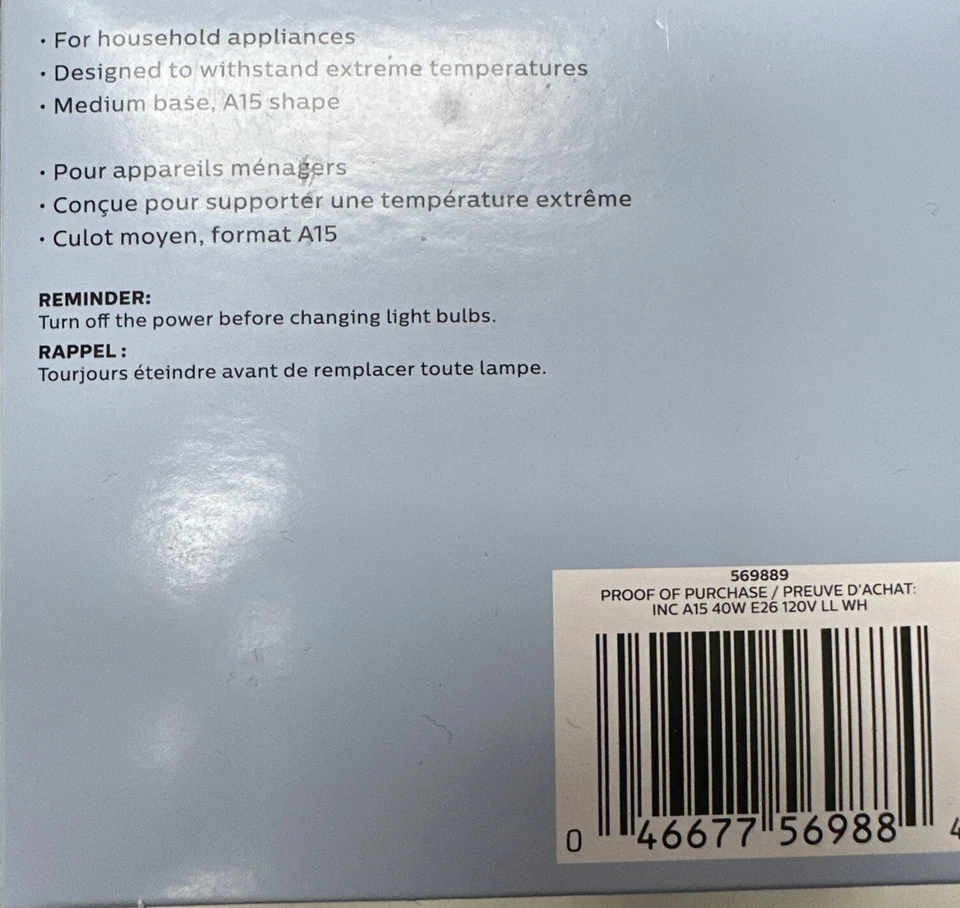 • For household appliances
• Designed to withstand extreme temperatures
• Medium base, A15 shape
• Pour appareils ménagers
• Conçue pour supporter une température extrême
• Culot moyen, format A15
REMINDER:
Turn off the power before changing light bulbs.
RAPPEL :
Tourjours éteindre avant de remplacer toute lampe.
569889
PROOF OF PURCHASE / PREUVE D'ACHAT:
INC A15 40W E26 120V LL WH
0 46677 56988 4